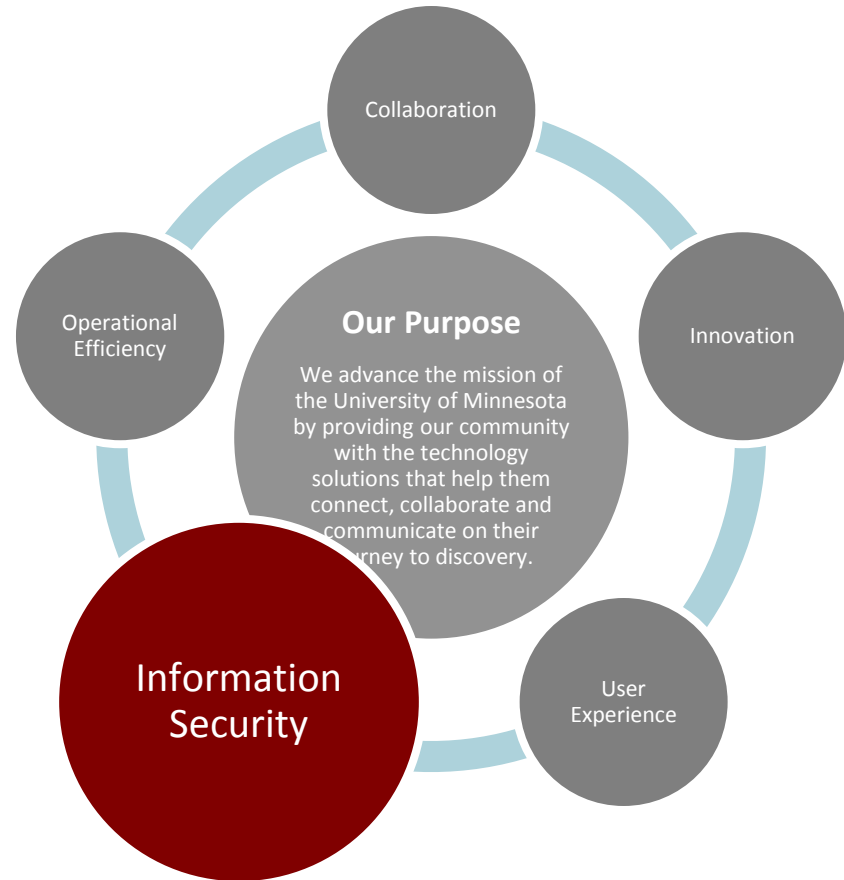 Collaboration
Operational
Efficiency
Innovation
Our Purpose
We advance the mission of
the University of Minnesota
by providing our community
with the technology
solutions that help them
connect, collaborate and
communicate on their
to discovery.
Information
Security
User
Experience